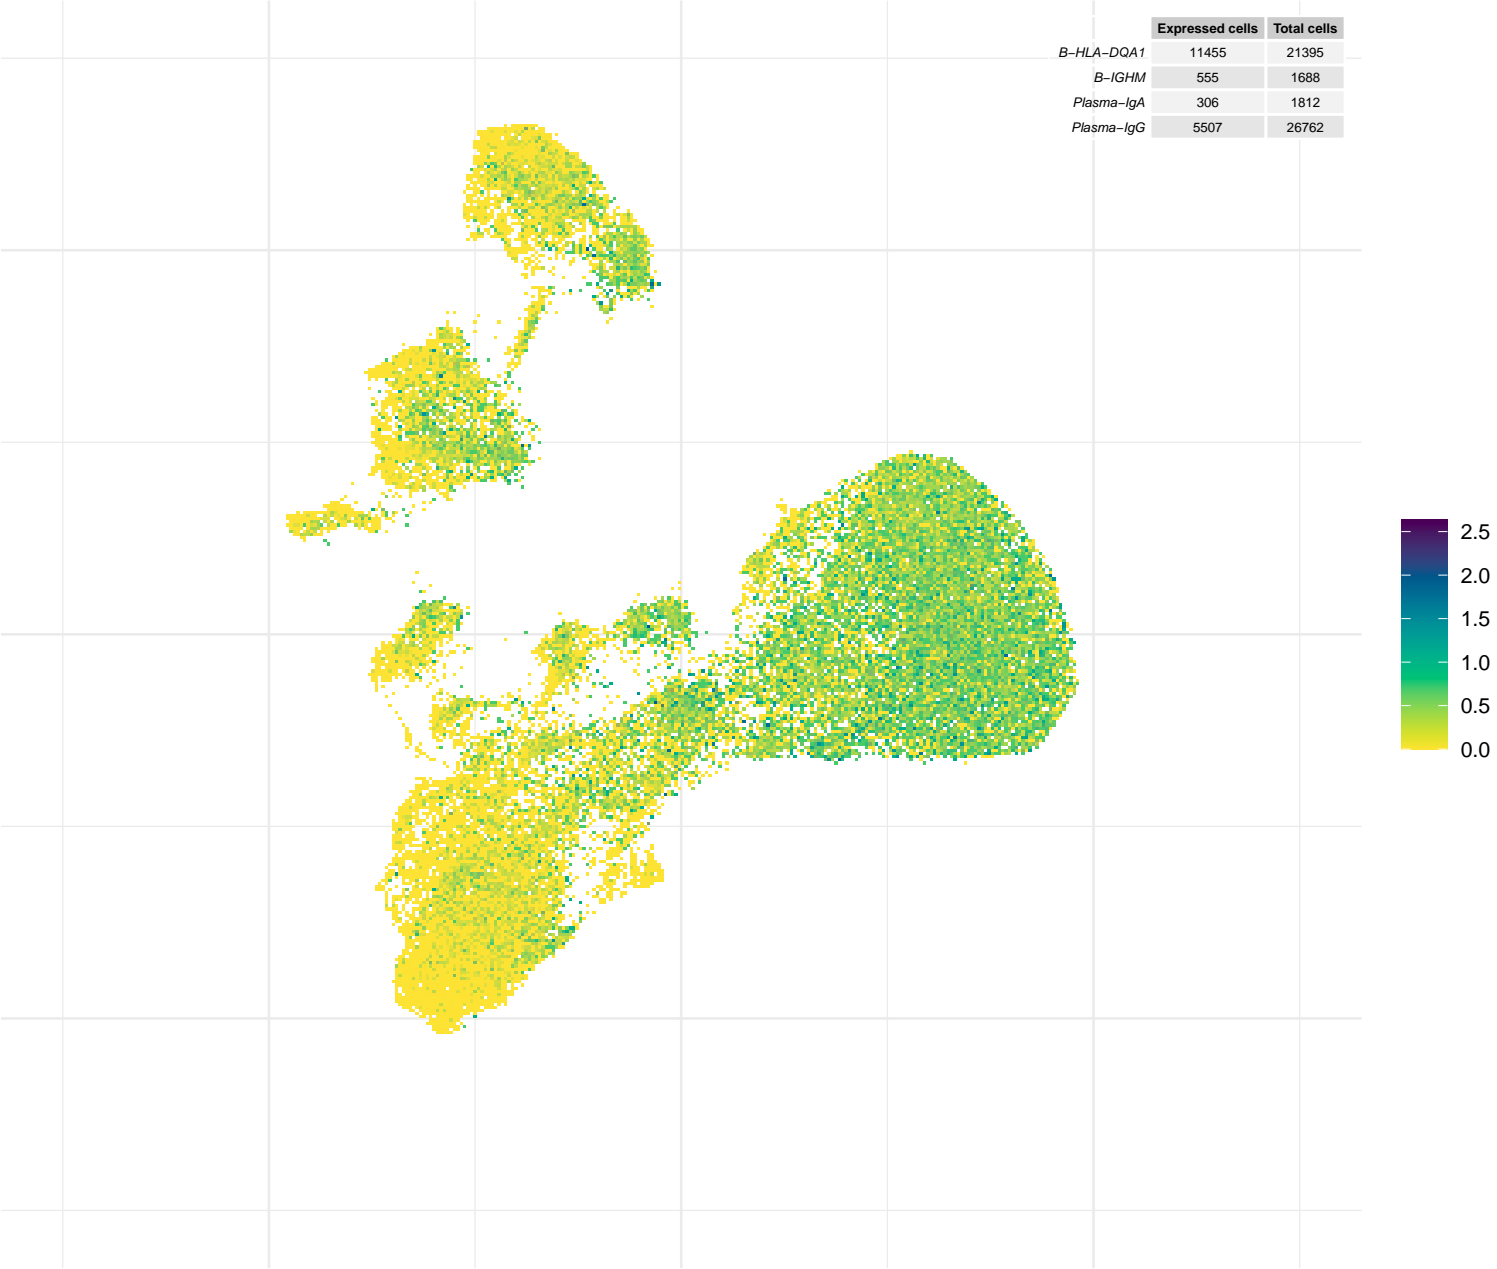 Expressed cells Total cells
B−HLA−DQA1 11455 21395
B−IGHM 555 1688
Plasma−IgA 306 1812
Plasma−IgG 5507 26762
2.5
2.0
1.5
1.0
0.5
0.0